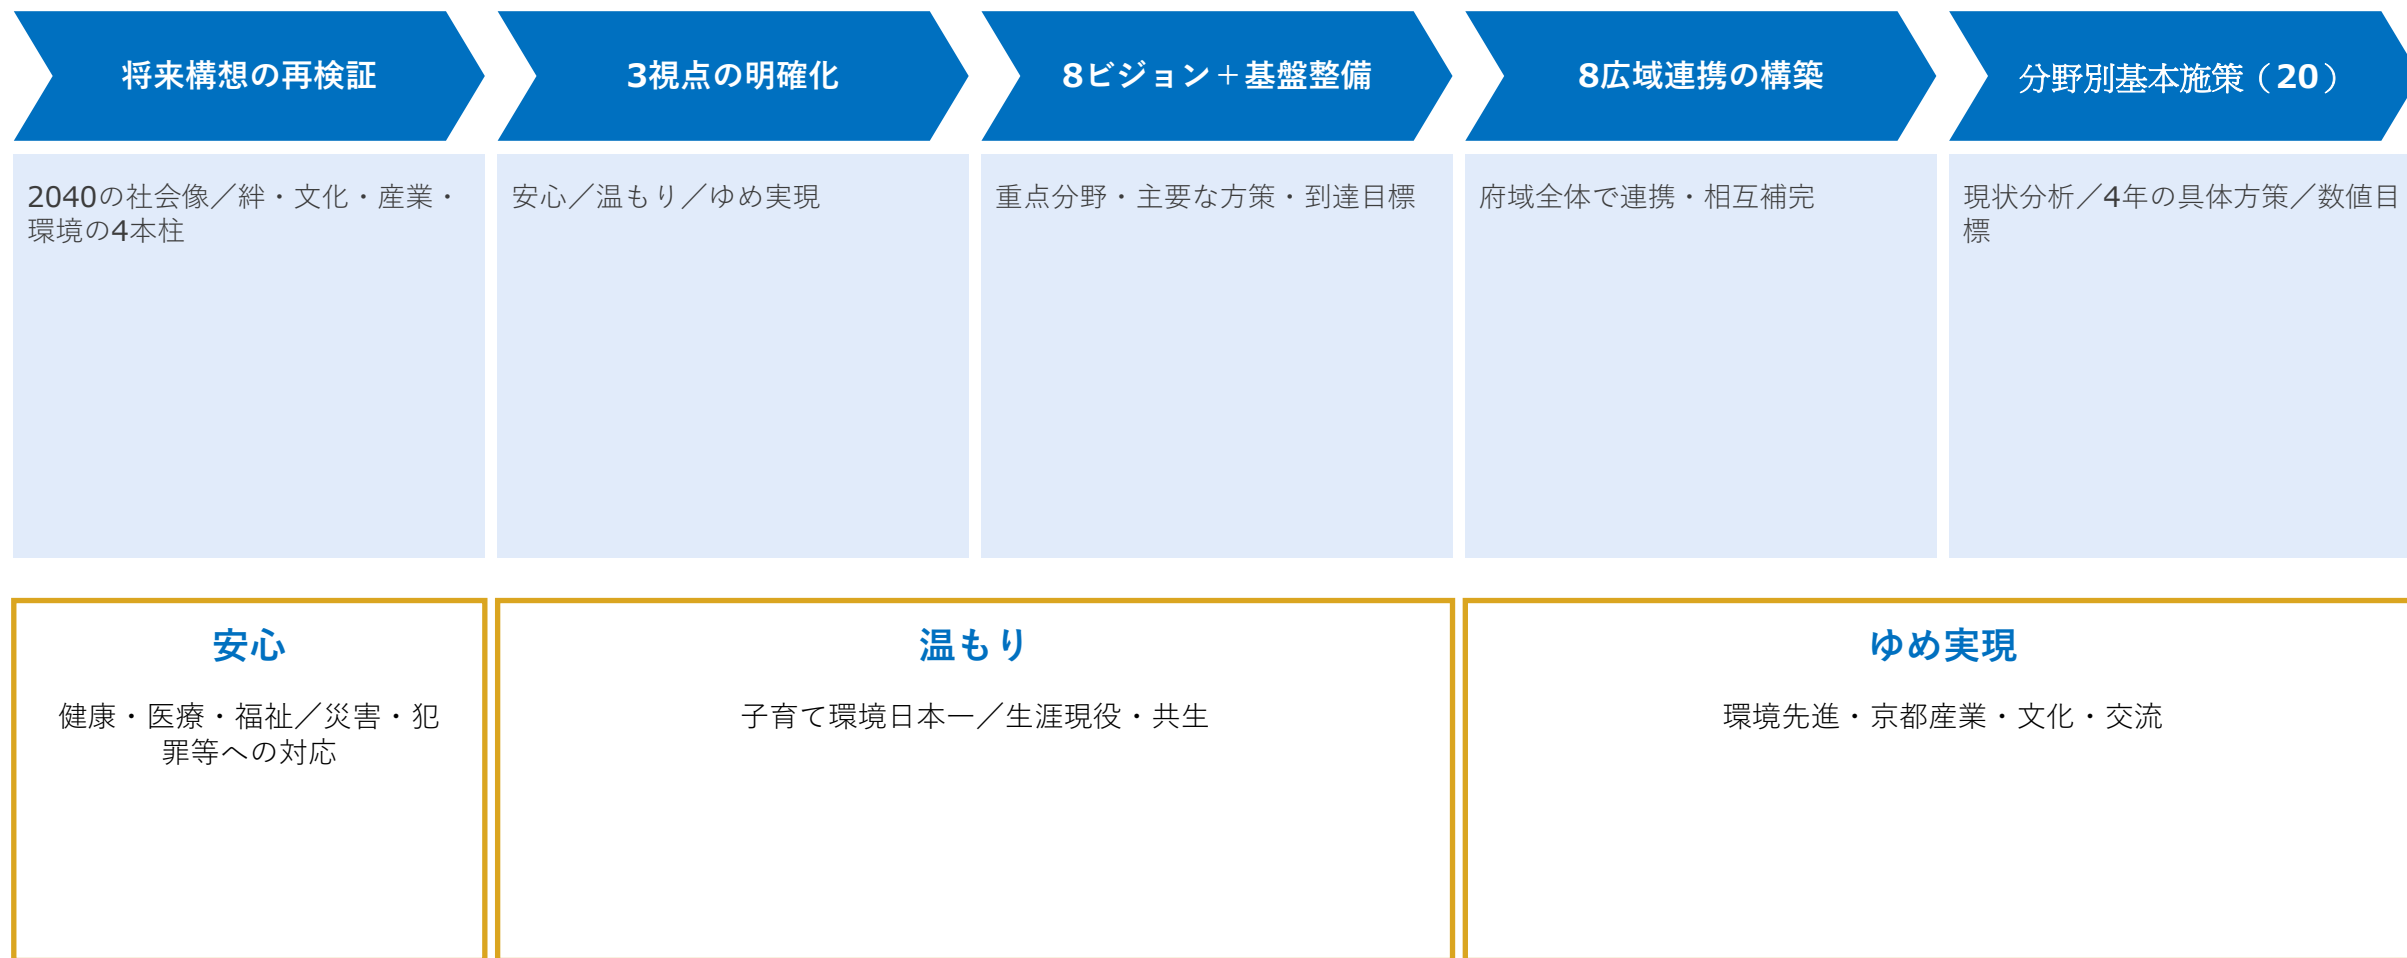 将来構想の再検証
3視点の明確化
8ビジョン＋基盤整備
8広域連携の構築
分野別基本施策（20）
2040の社会像／絆・文化・産業・
環境の4本柱
安心／温もり／ゆめ実現
重点分野・主要な方策・到達目標
府域全体で連携・相互補完
現状分析／4年の具体方策／数値目
標
安心
健康・医療・福祉／災害・犯
罪等への対応
温もり
子育て環境日本一／生涯現役・共生
ゆめ実現
環境先進・京都産業・文化・交流